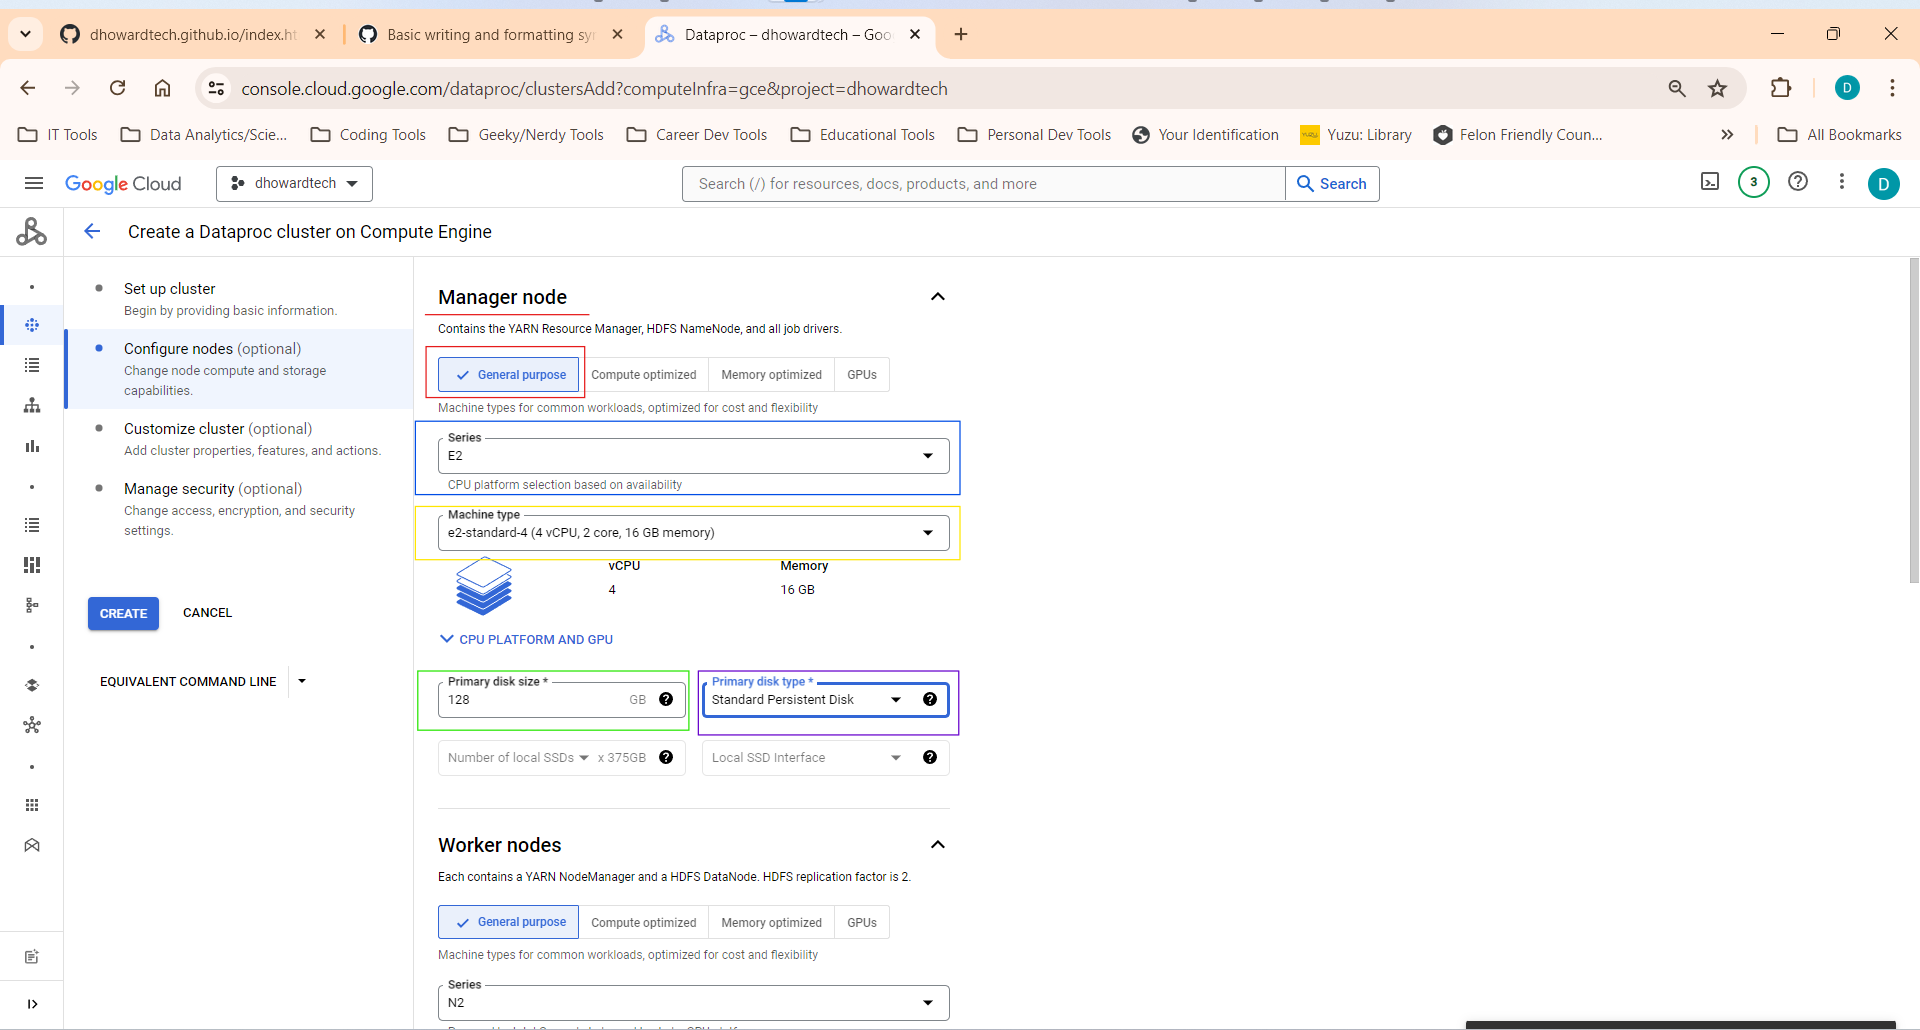 dhowardtech.github.io/index.ht
Basic writing and formatting syn
Dataproc – dhowardtech – Goo
console.cloud.google.com/dataproc/clustersAdd?computeInfra=gce&project=dhowardtech
D
IT Tools
Data Analytics/Scie...
Coding Tools
Geeky/Nerdy Tools
Career Dev Tools
Educational Tools
Personal Dev Tools
Your Identification
Yuzu: Library
Felon Friendly Coun...
All Bookmarks
Google Cloud
dhowardtech
Search (/) for resources, docs, products, and more
Search
3
D
Create a Dataproc cluster on Compute Engine
Set up cluster
Begin by providing basic information.
Configure nodes (optional)
Change node compute and storage
capabilities.
Customize cluster (optional)
Add cluster properties, features, and actions.
Manage security (optional)
Change access, encryption, and security
settings.
CREATE
CANCEL
EQUIVALENT COMMAND LINE
Manager node
Contains the YARN Resource Manager, HDFS NameNode, and all job drivers.
General purpose
Compute optimized
Memory optimized
GPUs
Machine types for common workloads, optimized for cost and flexibility
Series
E2
CPU platform selection based on availability
Machine type
e2-standard-4 (4 vCPU, 2 core, 16 GB memory)
vCPU
Memory
4
16 GB
CPU PLATFORM AND GPU
Primary disk size *
128
GB
Primary disk type *
Standard Persistent Disk
Number of local SSDs
x 375GB
Local SSD Interface
Worker nodes
Each contains a YARN NodeManager and a HDFS DataNode. HDFS replication factor is 2.
General purpose
Compute optimized
Memory optimized
GPUs
Machine types for common workloads, optimized for cost and flexibility
Series
N2